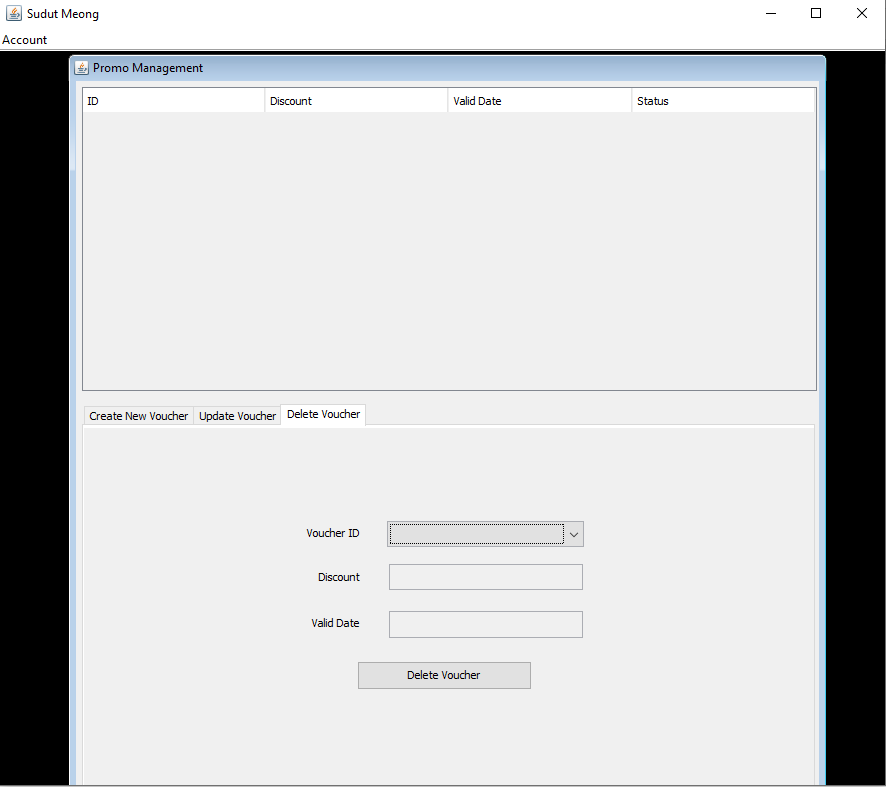 Sudut Meong
Account
Promo Management
ID Discount Valid Date Status
Create New Voucher Update Voucher Delete Voucher
Voucher ID
Discount
Valid Date
Delete Voucher